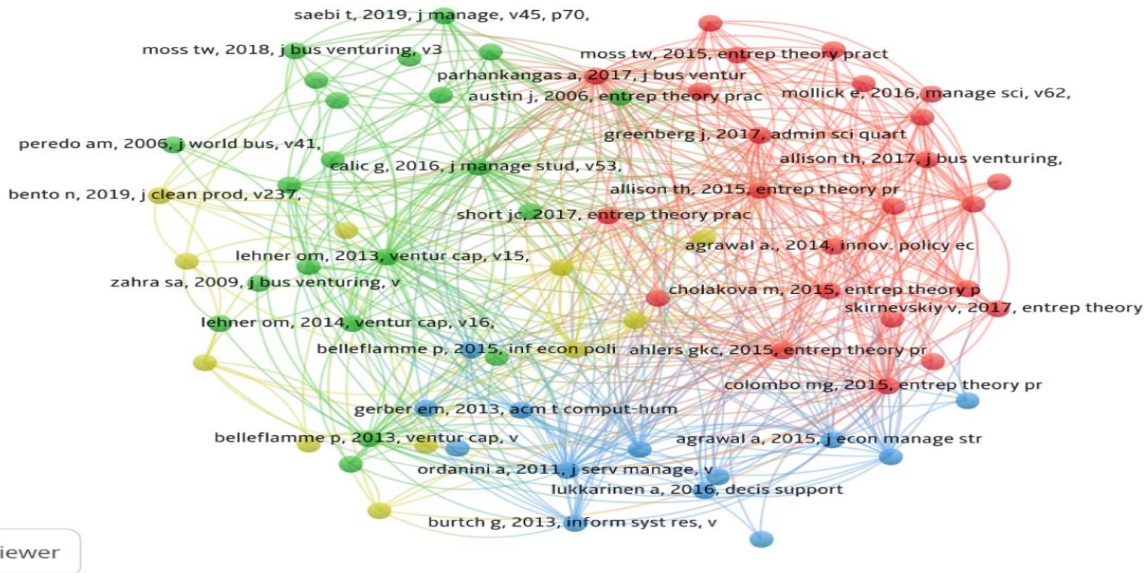 saebi t, 2019, j manage, v45, p70,
moss tw, 2018, j bus venturing, v3
moss tw, 2015, entrep theory pract
parhankangas a, 2017, j bus ventur
austin j, 2006, entrep theory prac
mollick e, 2016, manage sci, v62,
greenberg j, 2017, admin sci quart
peredo am, 2006, j world bus, v41,
calic g, 2016, j manage stud, v53,
allison th, 2017, j bus venturing,
bento n, 2019, j clean prod, v237,
allison th, 2015, entrep theory pr
short jc, 2017, entrep theory prac
agrawal a., 2014, innov. policy ec
lehner om, 2013, ventur cap, v15,
zahra sa, 2009, j bus venturing, v
cholakova m, 2015, entrep theory p
skirnevskiy v, 2017, entrep theory
lehner om, 2014, ventur cap, v16,
belleflamme p, 2015, inf econ poli
ahlers gkc, 2015, entrep theory pr
colombo mg, 2015, entrep theory pr
gerber em, 2013, acm t comput-hum
belleflamme p, 2013, ventur cap, v
agrawal a, 2015, j econ manage str
ordanini a, 2011, j serv manage, v
lukkarinen a, 2016, decis support
burtch g, 2013, inform syst res, v
iewer